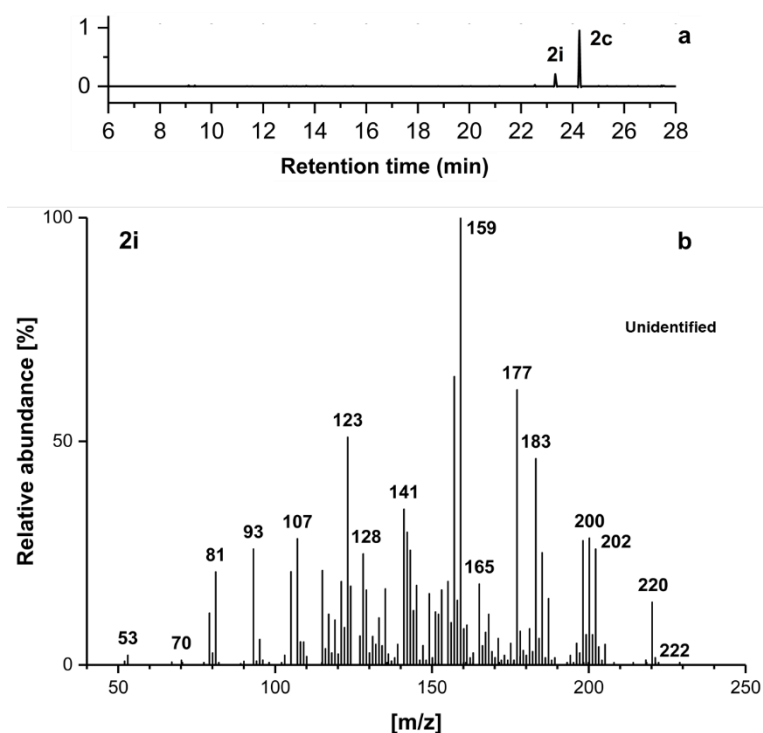 1
a
2i
2c
0
6 8 10 12 14 16 18 20 22 24 26 28
Retention time (min)
100
2i
159
b
Unidentified
177
123
50
183
141
107
128
93
200
202
81
165
220
53
70
222
0
50 100 150 200 250
Relative abundance [%]
[m/z]